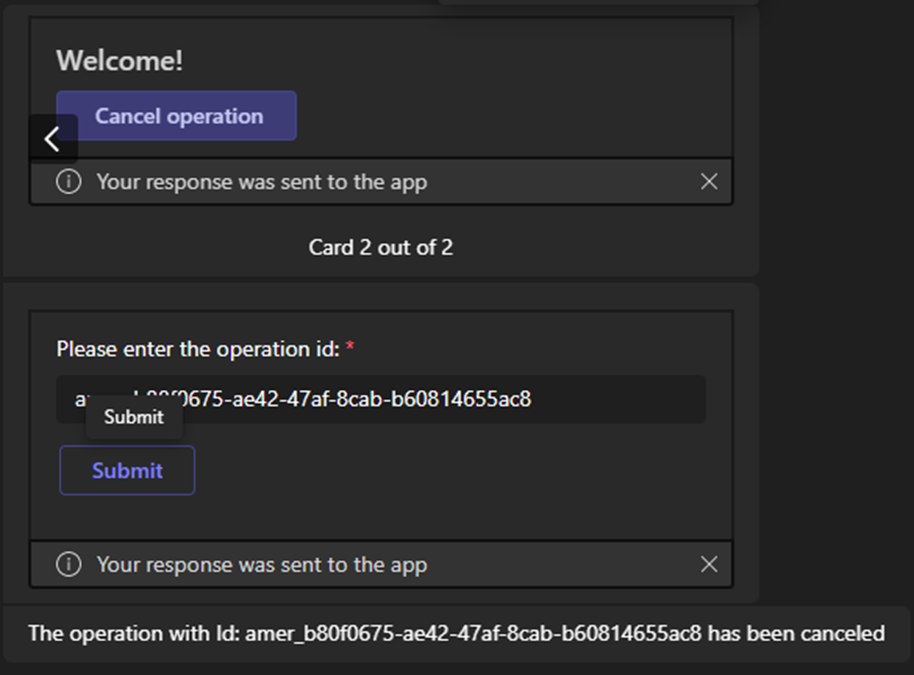 Welcome!
Cancel operation
Your response was sent to the app
Card 2 out of 2
Please enter the operation id: *
0675-ae42-47af-8cab-b60814655ac8
Submit
Submit
Your response was sent to the app
The operation with Id: amer_b80f0675-ae42-47af-8cab-b60814655ac8 has been canceled